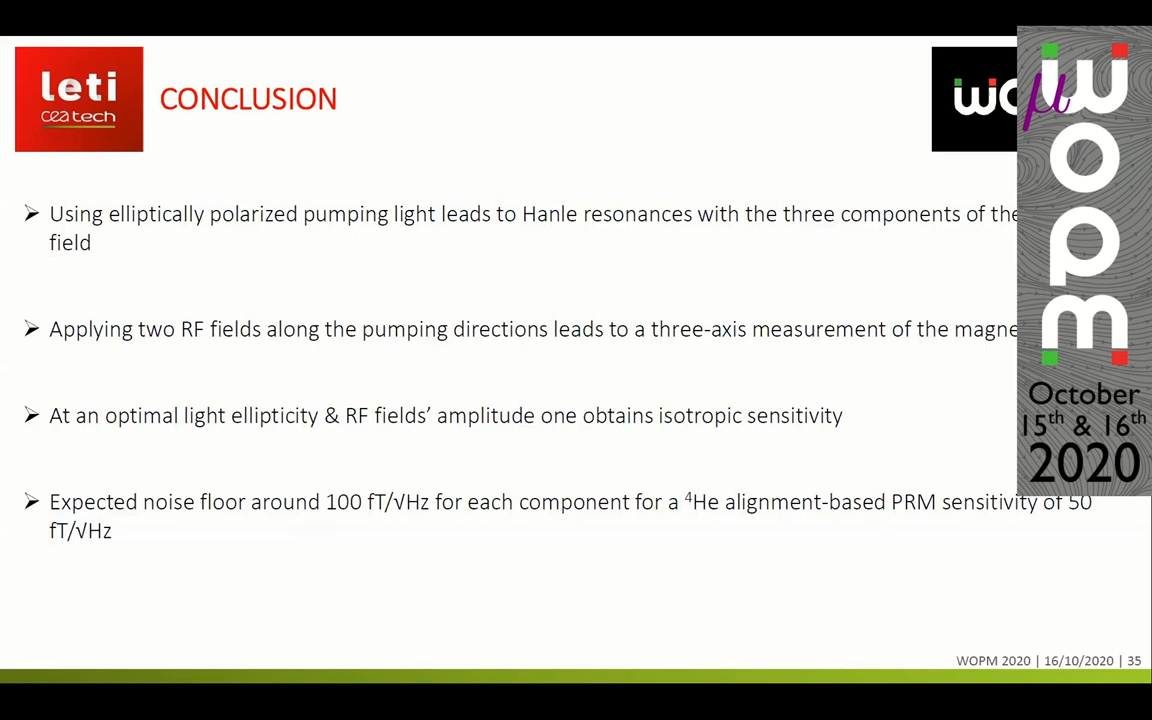 leti
ceatech
CONCLUSION
➢ Using elliptically polarized pumping light leads to Hanle resonances with the three components of the
field
➢ Applying two RF fields along the pumping directions leads to a three-axis measurement of the
➢ At an optimal light ellipticity & RF fields’ amplitude one obtains isotropic sensitivity
➢ Expected noise floor around 100 fT/√Hz for each component for a ⁴He alignment-based PRM sensitivity of 50
fT/√Hz
μ
wopm
October
15th & 16th
2020
WOPM 2020 | 16/10/2020 | 35